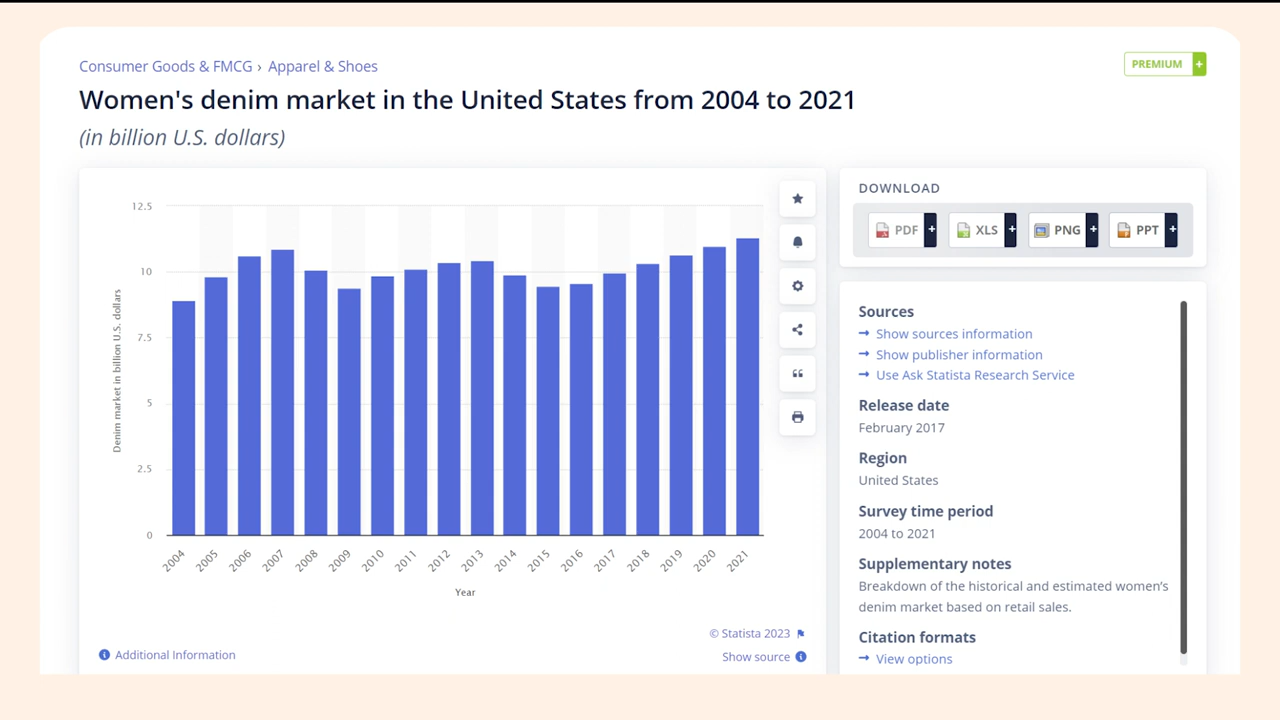 Consumer Goods & FMCG › Apparel & Shoes
PREMIUM +
Women's denim market in the United States from 2004 to 2021
(in billion U.S. dollars)
12.5
10
7.5
5
2.5
0
Denim market in billion U.S. dollars
2004 2005 2006 2007 2008 2009 2010 2011 2012 2013 2014 2015 2016 2017 2018 2019 2020 2021
Year
© Statista 2023
Additional Information
Show source
DOWNLOAD
PDF + XLS + PNG + PPT +
Sources
→ Show sources information
→ Show publisher information
→ Use Ask Statista Research Service
Release date
February 2017
Region
United States
Survey time period
2004 to 2021
Supplementary notes
Breakdown of the historical and estimated women's
denim market based on retail sales.
Citation formats
→ View options